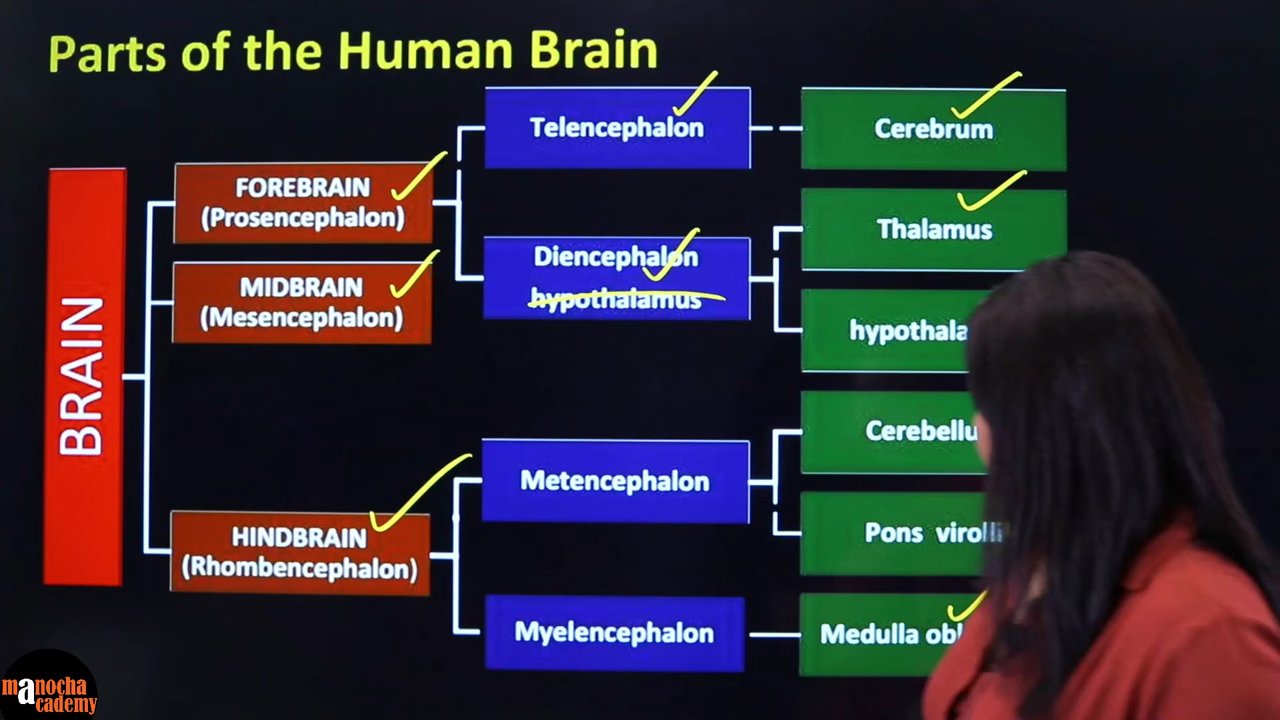 Parts of the Human Brain
BRAIN
FOREBRAIN
(Prosencephalon)
MIDBRAIN
(Mesencephalon)
HINDBRAIN
(Rhombencephalon)
Telencephalon
Diencephalon
hypothalamus
Metencephalon
Myelencephalon
Cerebrum
Thalamus
hypothala
Cerebellu
Pons virolli
Medulla obl
manocha
academy